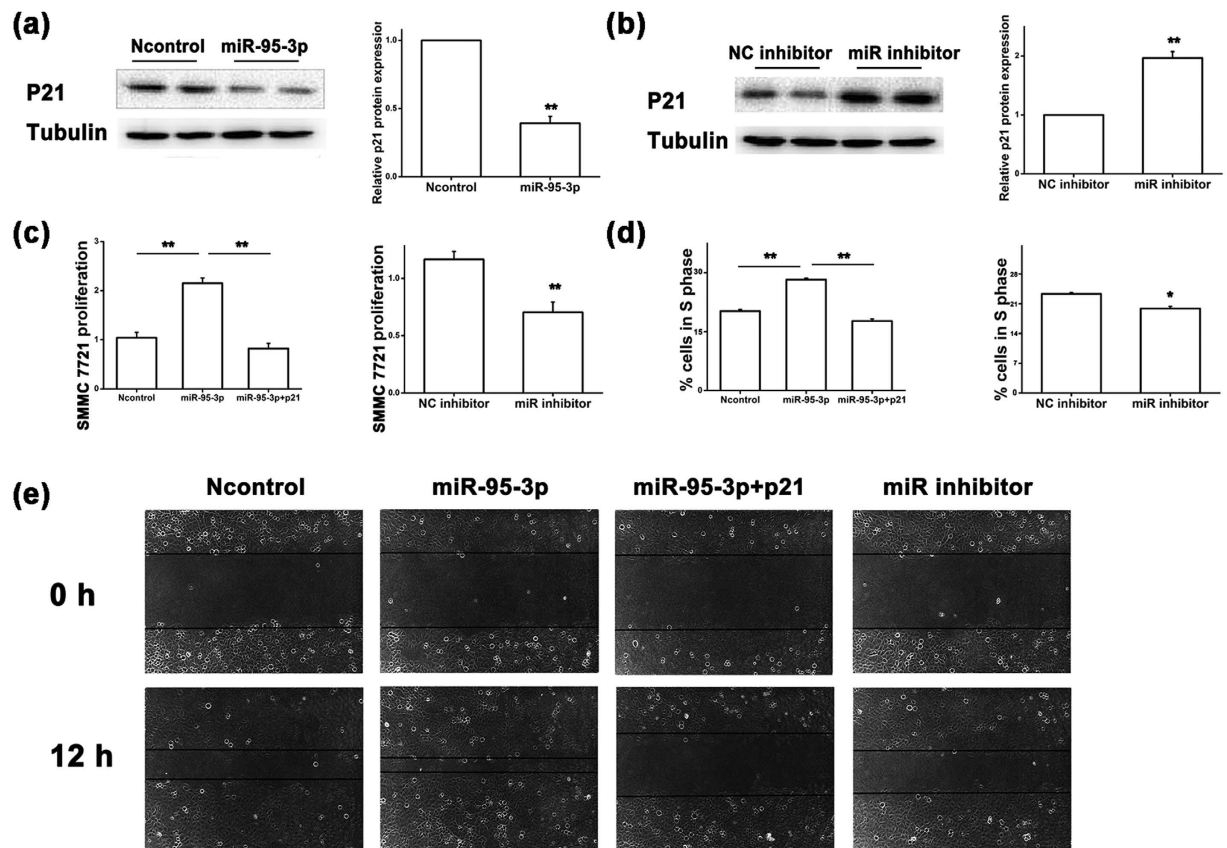 (a)
Ncontrol miR-95-3p
P21
Tubulin
Relative p21 protein expression
1.0
0.5
0.0
**
Ncontrol miR-95-3p
(b)
NC inhibitor miR inhibitor
P21
Tubulin
Relative p21 protein expression
2
1
0
**
NC inhibitor miR inhibitor
(c)
SMMC 7721 proliferation
3
2
1
0
** **
Ncontrol miR-95-3p miR-95-3p+p21
SMMC 7721 proliferation
1.0
0.5
0.0
**
NC inhibitor miR inhibitor
(d)
% cells in S phase
30
15
0
** **
Ncontrol miR-95-3p miR-95-3p+p21
% cells in S phase
28
21
14
7
0
*
NC inhibitor miR inhibitor
(e)
Ncontrol miR-95-3p miR-95-3p+p21 miR inhibitor
0 h
12 h